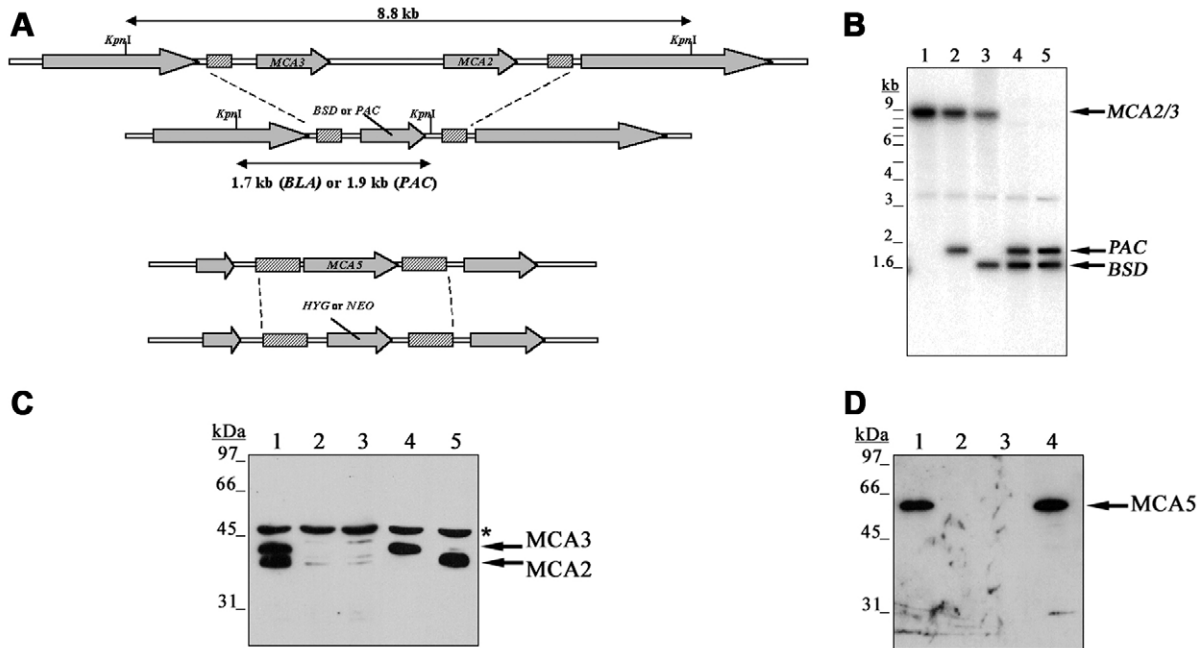 A
8.8 kb
KpnI
KpnI
MCA3
MCA2
KpnI
BSD or PAC
KpnI
1.7 kb (BLA) or 1.9 kb (PAC)
MCA5
HYG or NEO
B
1 2 3 4 5
kb
9
6
4
3
2
1.6
MCA2/3
PAC
BSD
C
kDa
1 2 3 4 5
97
66
45
31
*
MCA3
MCA2
D
kDa
1 2 3 4
97
66
45
31
MCA5